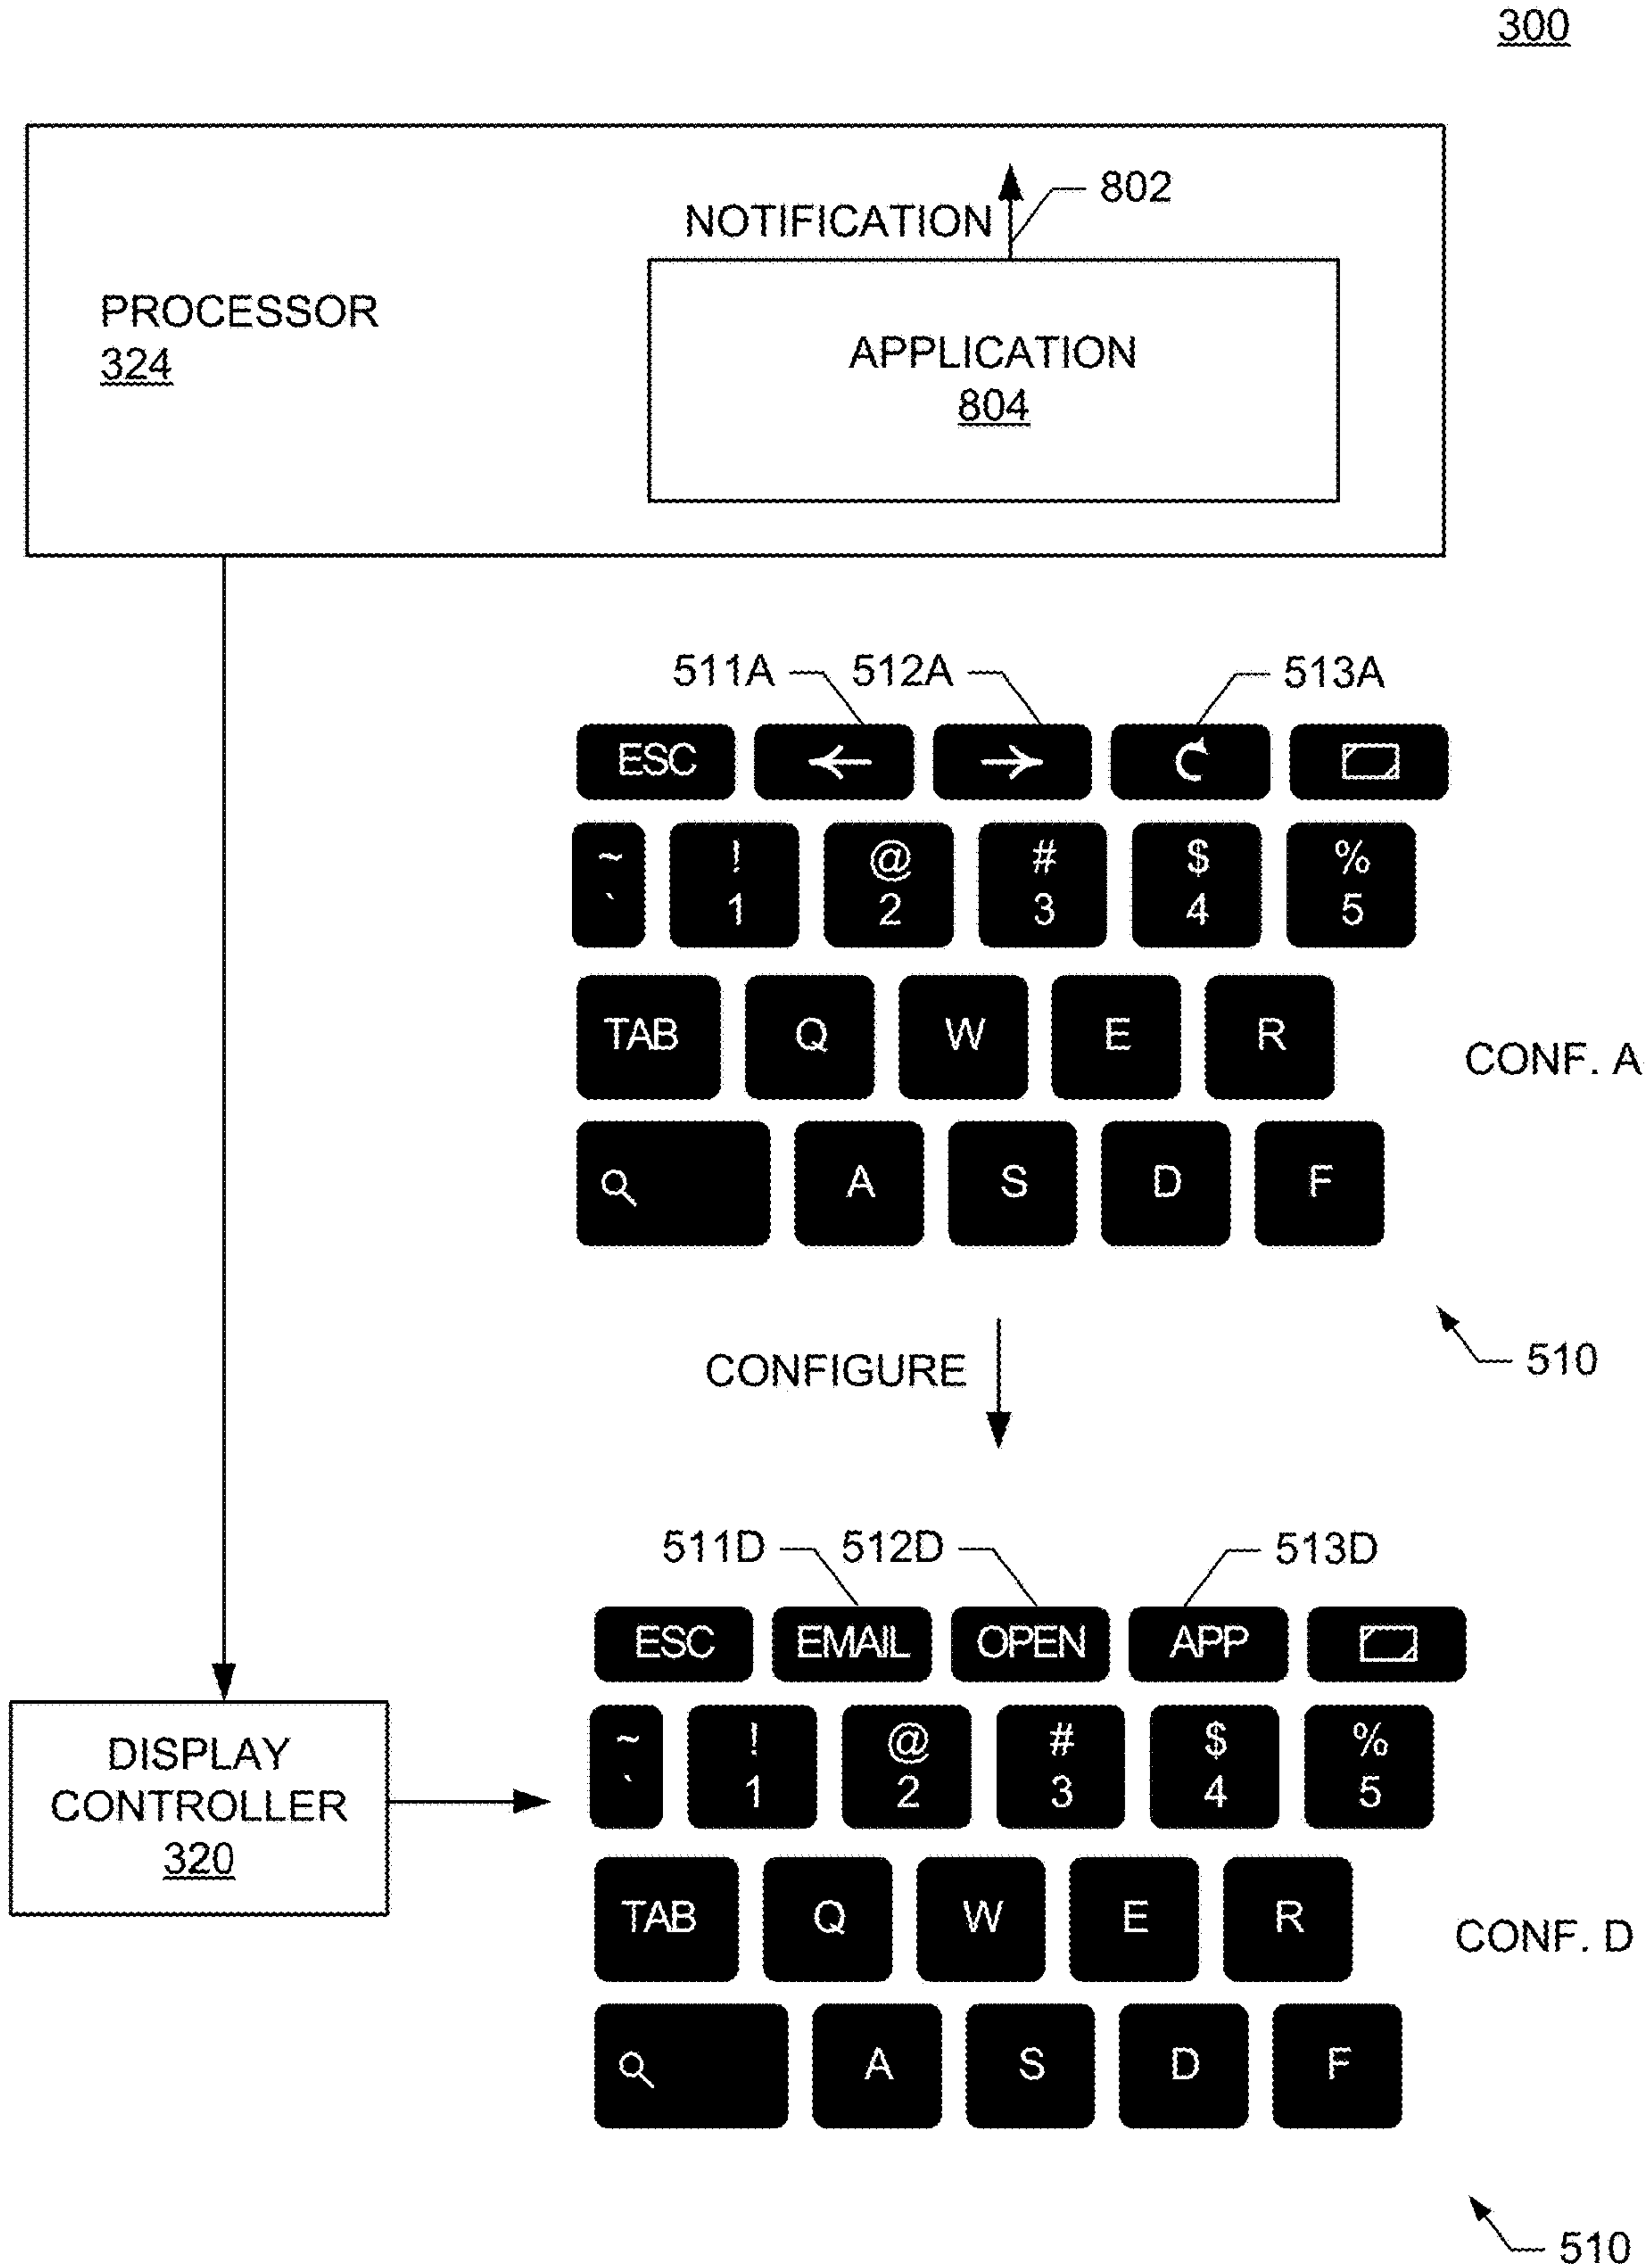 300
802
NOTIFICATION
PROCESSOR
324
APPLICATION
804
511A 512A 513A
ESC
~ ! @ # $ %
` 1 2 3 4 5
TAB Q W E R
CONF. A
A S D F
510
CONFIGURE
511D 512D 513D
ESC EMAIL OPEN APP
~ ! @ # $ %
` 1 2 3 4 5
DISPLAY
CONTROLLER
320
TAB Q W E R
CONF. D
A S D F
510